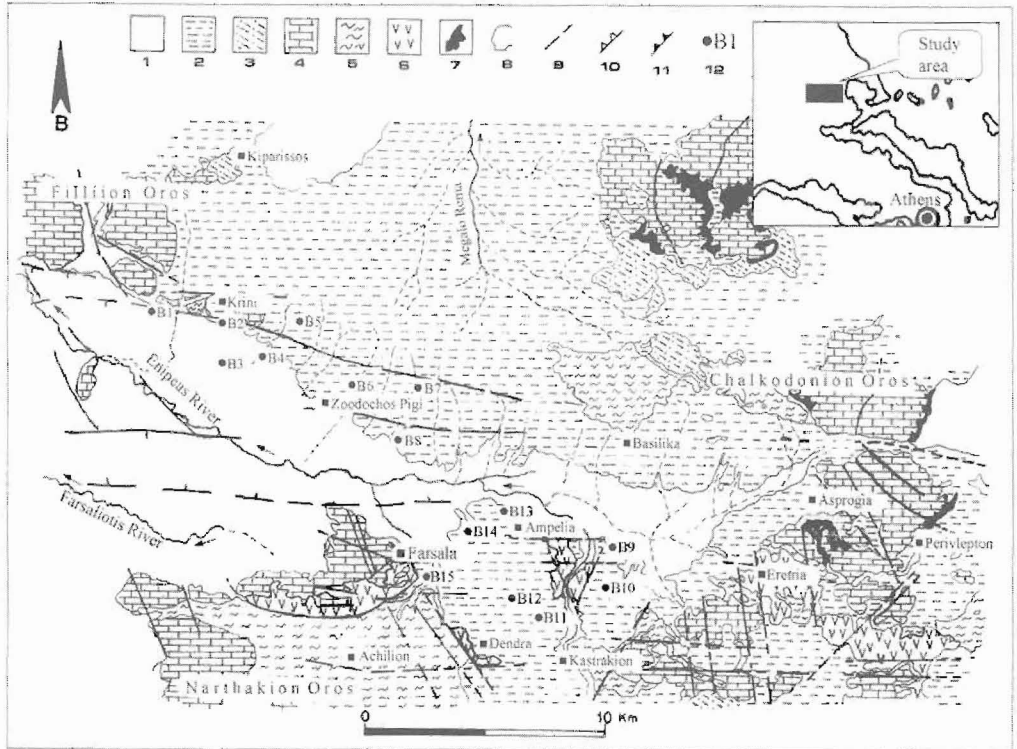 1 2 3 4 5 6 7 8 9 10 11 12
B1
Study
area
Athens
B
Kiparissos
Fillíion Oros
Megalo Rema
Krini
B1
B2
B5
B3
B4
Enipeus River
B6
B7
Zoodochos Pigi
Chalkodonion Oros
B8
Basilika
Farsaliotis River
B13
Asprogia
Ampelia
B14
Perivlepton
Farsala
B9
B15
Eretria
B10
B12
B11
Dendra
Achilion
Kastrakion
Narthakion Oros
0 10 Km